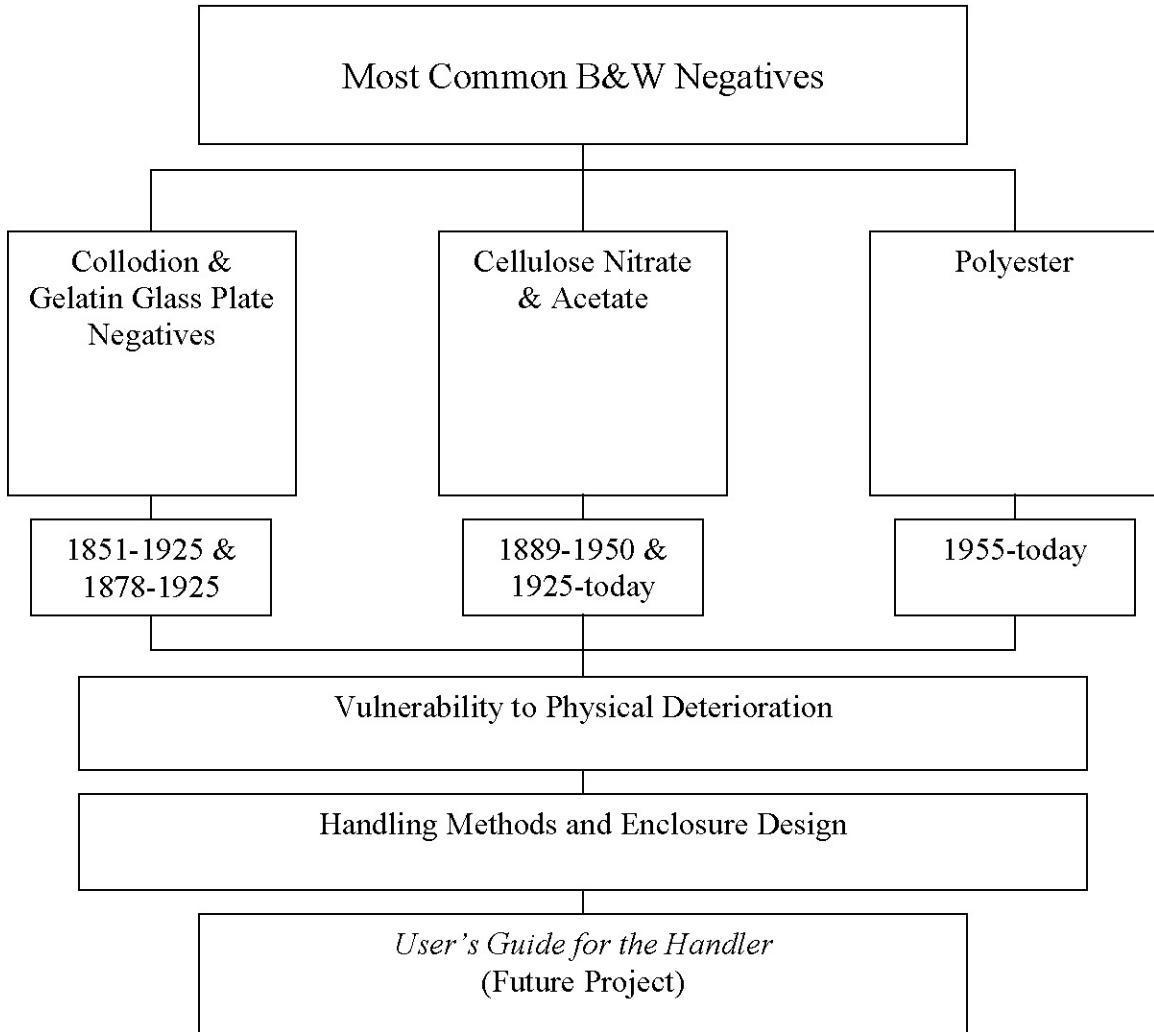 Most Common B&W Negatives
Collodion &
Gelatin Glass Plate
Negatives
Cellulose Nitrate
& Acetate
Polyester
1851-1925 &
1878-1925
1889-1950 &
1925-today
1955-today
Vulnerability to Physical Deterioration
Handling Methods and Enclosure Design
User’s Guide for the Handler
(Future Project)